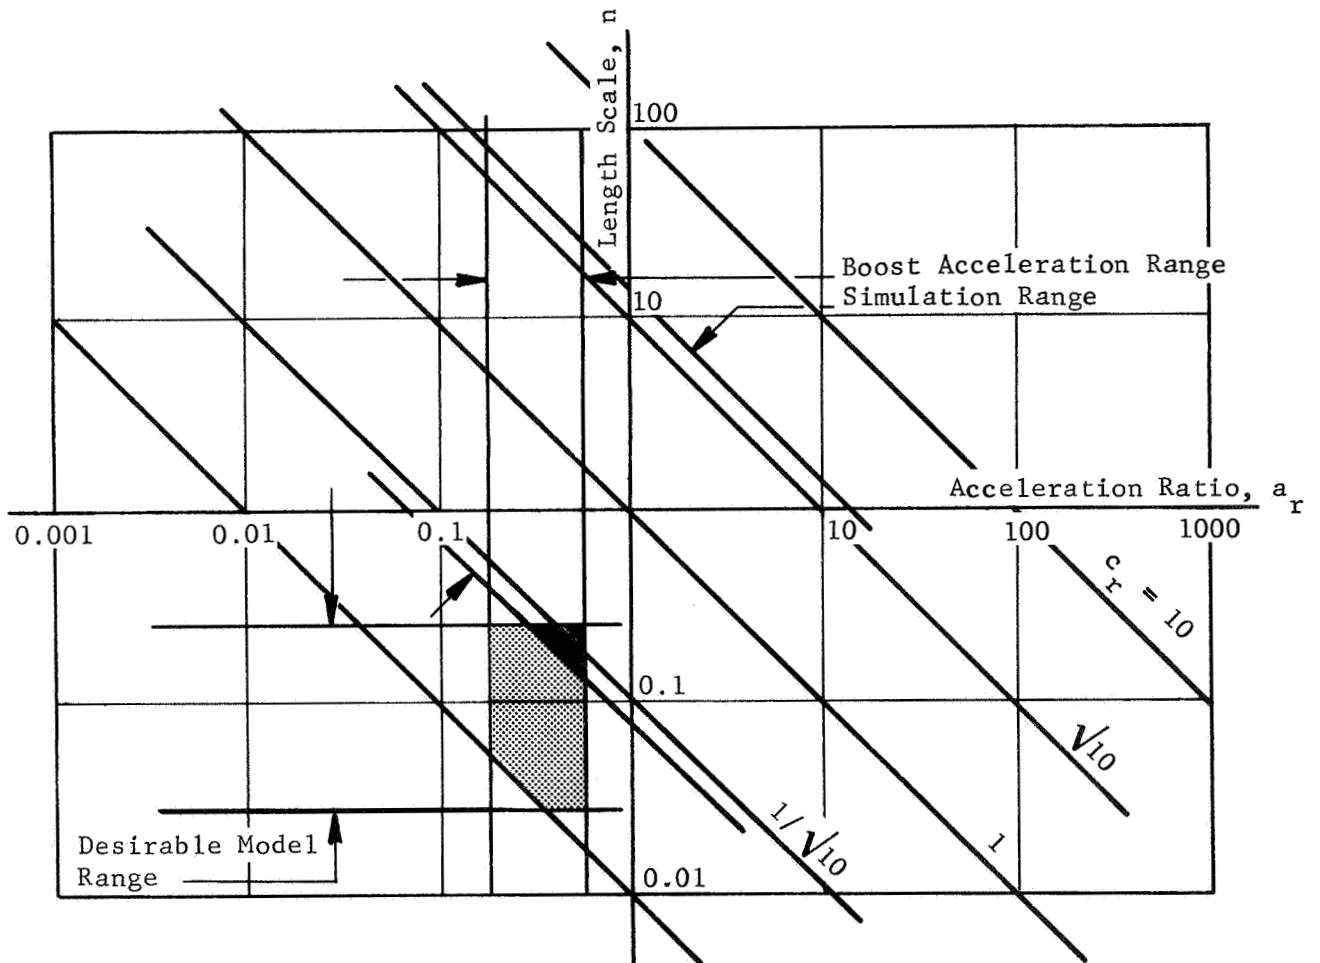 Length Scale, n
100
Boost Acceleration Range
Simulation Range
10
Acceleration Ratio, a_r
0.001
0.01
0.1
10
100
1000
c_r = 10
0.1
√10
1/√10
1
Desirable Model
Range
0.01